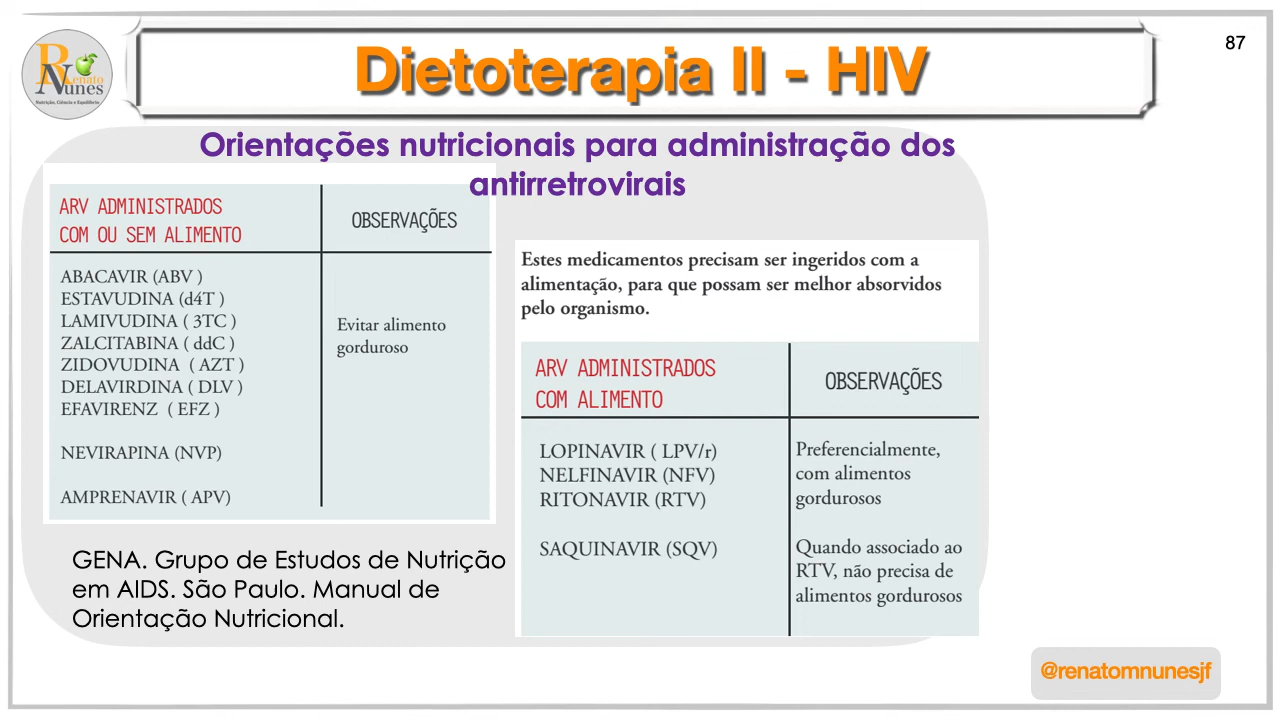 87
RNunes
Renato
Nutrição, Ciência e Equilíbrio
Dietoterapia II - HIV
Orientações nutricionais para administração dos
antirretrovirais
ARV ADMINISTRADOS
COM OU SEM ALIMENTO
OBSERVAÇÕES
ABACAVIR (ABV )
ESTAVUDINA (d4T )
LAMIVUDINA ( 3TC )
ZALCITABINA ( ddC )
ZIDOVUDINA ( AZT )
DELAVIRDINA ( DLV )
EFAVIRENZ ( EFZ )
NEVIRAPINA (NVP)
AMPRENAVIR ( APV)
Evitar alimento
gorduroso
GENA. Grupo de Estudos de Nutrição
em AIDS. São Paulo. Manual de
Orientação Nutricional.
Estes medicamentos precisam ser ingeridos com a
alimentação, para que possam ser melhor absorvidos
pelo organismo.
ARV ADMINISTRADOS
COM ALIMENTO
OBSERVAÇÕES
LOPINAVIR ( LPV/r)
NELFINAVIR (NFV)
RITONAVIR (RTV)
Preferencialmente,
com alimentos
gordurosos
SAQUINAVIR (SQV)
Quando associado ao
RTV, não precisa de
alimentos gordurosos
@renatomnunesjf